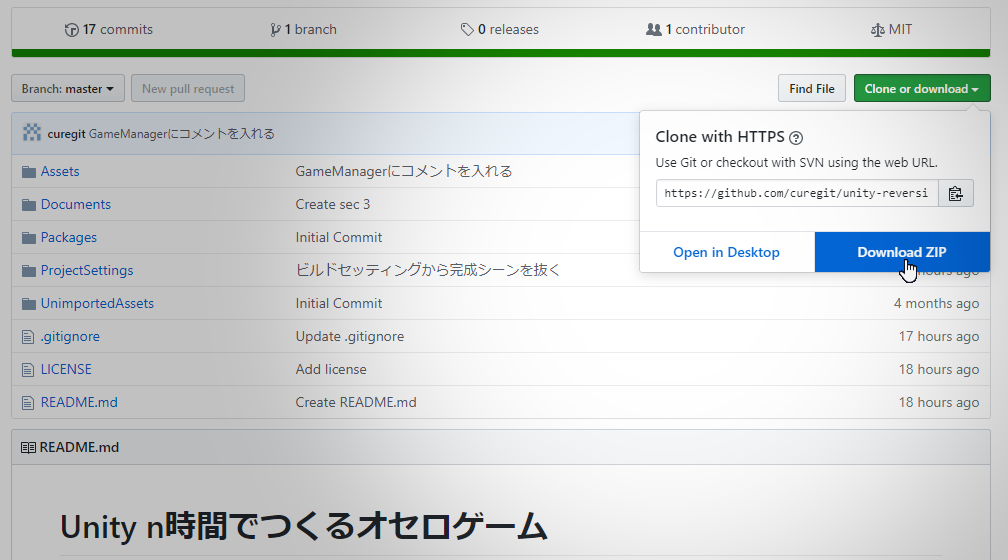 17 commits
1 branch
0 releases
1 contributor
MIT
Branch: master
New pull request
Find File
Clone or download
curegit GameManagerにコメントを入れる
Clone with HTTPS
Use Git or checkout with SVN using the web URL.
https://github.com/curegit/unity-reversi
Open in Desktop
Download ZIP
Assets
GameManagerにコメントを入れる
Documents
Create sec 3
Packages
Initial Commit
ProjectSettings
ビルドセッティングから完成シーンを抜く
hours ago
UnimportedAssets
Initial Commit
4 months ago
.gitignore
Update .gitignore
17 hours ago
LICENSE
Add license
18 hours ago
README.md
Create README.md
18 hours ago
README.md
Unity n時間でつくるオセロゲーム